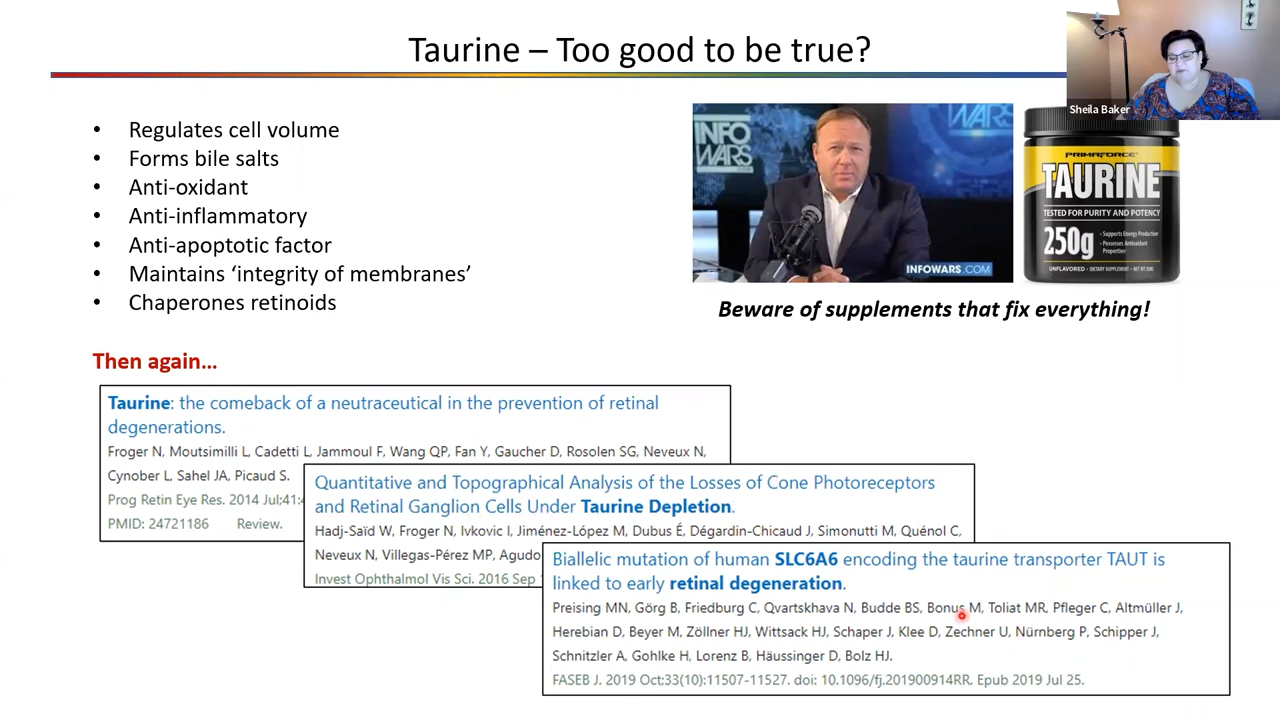 Taurine – Too good to be true?
Sheila Baker
• Regulates cell volume
• Forms bile salts
• Anti-oxidant
• Anti-inflammatory
• Anti-apoptotic factor
• Maintains ‘integrity of membranes’
• Chaperones retinoids
INFO
WARS
WARS
INFOWARS.COM
PRIMAFORCE
TAURINE
TESTED FOR PURITY AND POTENCY
250g
• Supports Energy Production
• Possesses Antioxidant
Properties
UNFLAVORED • DIETARY SUPPLEMENT • NET WT
Beware of supplements that fix everything!
Then again…
Taurine: the comeback of a neutraceutical in the prevention of retinal
degenerations.
Froger N, Moutsimilli L, Cadetti L, Jammoul F, Wang QP, Fan Y, Gaucher D, Rosolen SG, Neveux N,
Cynober L, Sahel JA, Picaud S.
Prog Retin Eye Res. 2014 Jul;41:
PMID: 24721186 Review.
Quantitative and Topographical Analysis of the Losses of Cone Photoreceptors
and Retinal Ganglion Cells Under Taurine Depletion.
Hadj-Saïd W, Froger N, Ivkovic I, Jiménez-López M, Dubus É, Dégardin-Chicaud J, Simonutti M, Quénol C,
Neveux N, Villegas-Pérez MP, Agudo
Invest Ophthalmol Vis Sci. 2016 Sep
Biallelic mutation of human SLC6A6 encoding the taurine transporter TAUT is
linked to early retinal degeneration.
Preising MN, Görg B, Friedburg C, Qvartskhava N, Budde BS, Bonus M, Toliat MR, Pfleger C, Altmüller J,
Herebian D, Beyer M, Zöllner HJ, Wittsack HJ, Schaper J, Klee D, Zechner U, Nürnberg P, Schipper J,
Schnitzler A, Gohlke H, Lorenz B, Häussinger D, Bolz HJ.
FASEB J. 2019 Oct;33(10):11507-11527. doi: 10.1096/fj.201900914RR. Epub 2019 Jul 25.